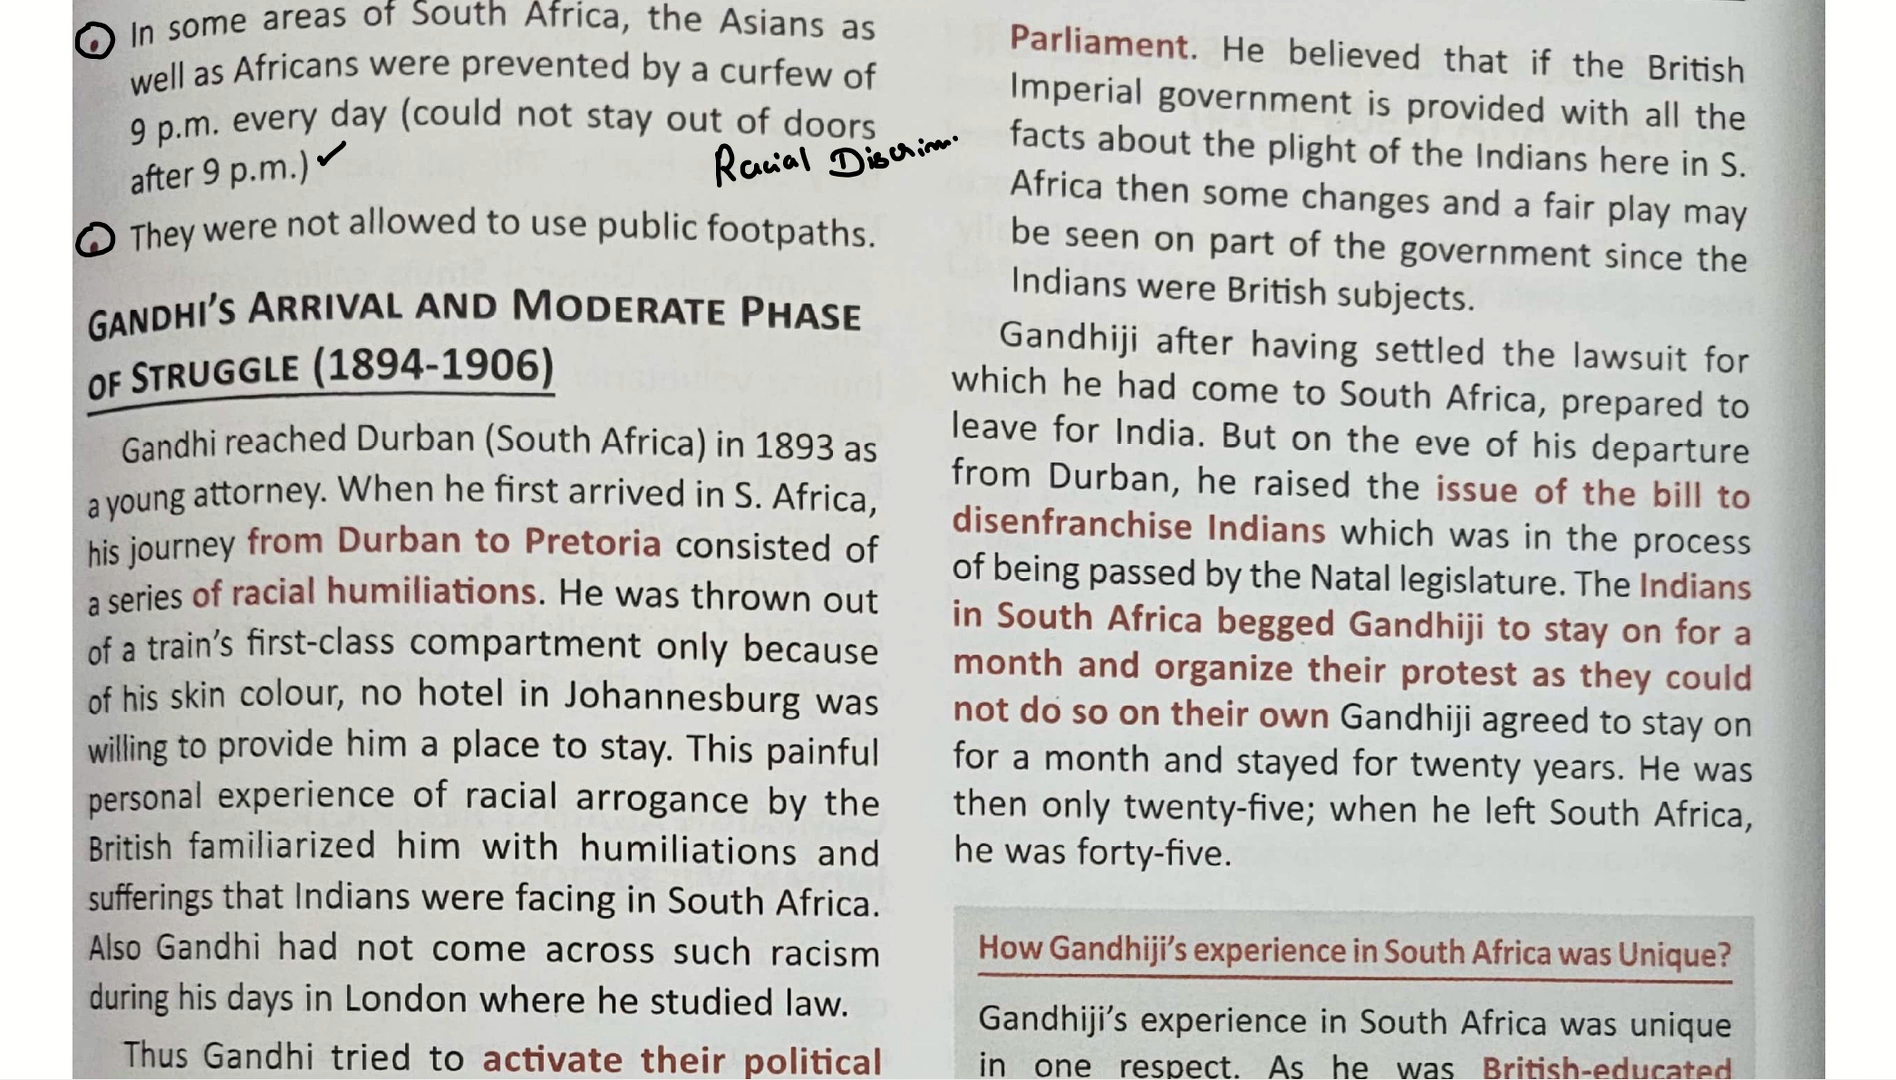 In some areas of South Africa, the Asians as
well as Africans were prevented by a curfew of
9 p.m. every day (could not stay out of doors
after 9 p.m.)
Racial Discrim.
They were not allowed to use public footpaths.
GANDHI'S ARRIVAL AND MODERATE PHASE
OF STRUGGLE (1894-1906)
Gandhi reached Durban (South Africa) in 1893 as
a young attorney. When he first arrived in S. Africa,
his journey from Durban to Pretoria consisted of
a series of racial humiliations. He was thrown out
of a train's first-class compartment only because
of his skin colour, no hotel in Johannesburg was
willing to provide him a place to stay. This painful
personal experience of racial arrogance by the
British familiarized him with humiliations and
sufferings that Indians were facing in South Africa.
Also Gandhi had not come across such racism
during his days in London where he studied law.
Thus Gandhi tried to activate their political
Parliament. He believed that if the British
Imperial government is provided with all the
facts about the plight of the Indians here in S.
Africa then some changes and a fair play may
be seen on part of the government since the
Indians were British subjects.
Gandhiji after having settled the lawsuit for
which he had come to South Africa, prepared to
leave for India. But on the eve of his departure
from Durban, he raised the issue of the bill to
disenfranchise Indians which was in the process
of being passed by the Natal legislature. The Indians
in South Africa begged Gandhiji to stay on for a
month and organize their protest as they could
not do so on their own Gandhiji agreed to stay on
for a month and stayed for twenty years. He was
then only twenty-five; when he left South Africa,
he was forty-five.
How Gandhiji's experience in South Africa was Unique?
Gandhiji's experience in South Africa was unique
in one respect. As he was British-educated